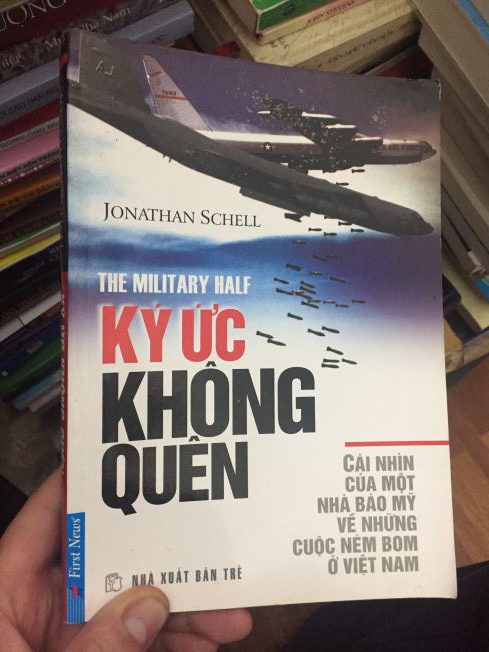 JONATHAN SCHELL
THE MILITARY HALF
KÝ ỨC
KHÔNG
QUÊN
CÁI NHÌN
CỦA MỘT
NHÀ BÁO MỸ
VỀ NHỮNG
CUỘC NÉM BOM
Ở VIỆT NAM
First News
NHÀ XUẤT BẢN TRẺ